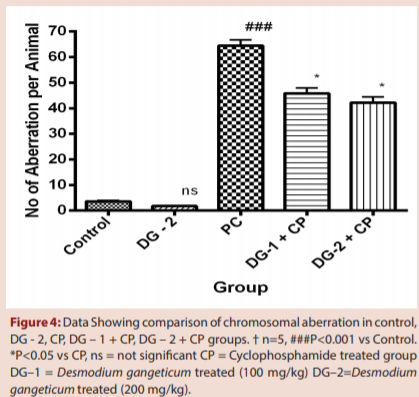 No of Aberration per Animal
70
60
50
40
30
20
10
0
ns
###
*
*
Control
DG - 2
PC
DG-1 + CP
DG-2 + CP
Group
Figure 4: Data Showing comparison of chromosomal aberration in control,
DG - 2, CP, DG – 1 + CP, DG – 2 + CP groups. † n=5, ###P<0.001 vs Control.
*P<0.05 vs CP, ns = not significant CP = Cyclophosphamide treated group
DG–1 = Desmodium gangeticum treated (100 mg/kg) DG–2=Desmodium
gangeticum treated (200 mg/kg).